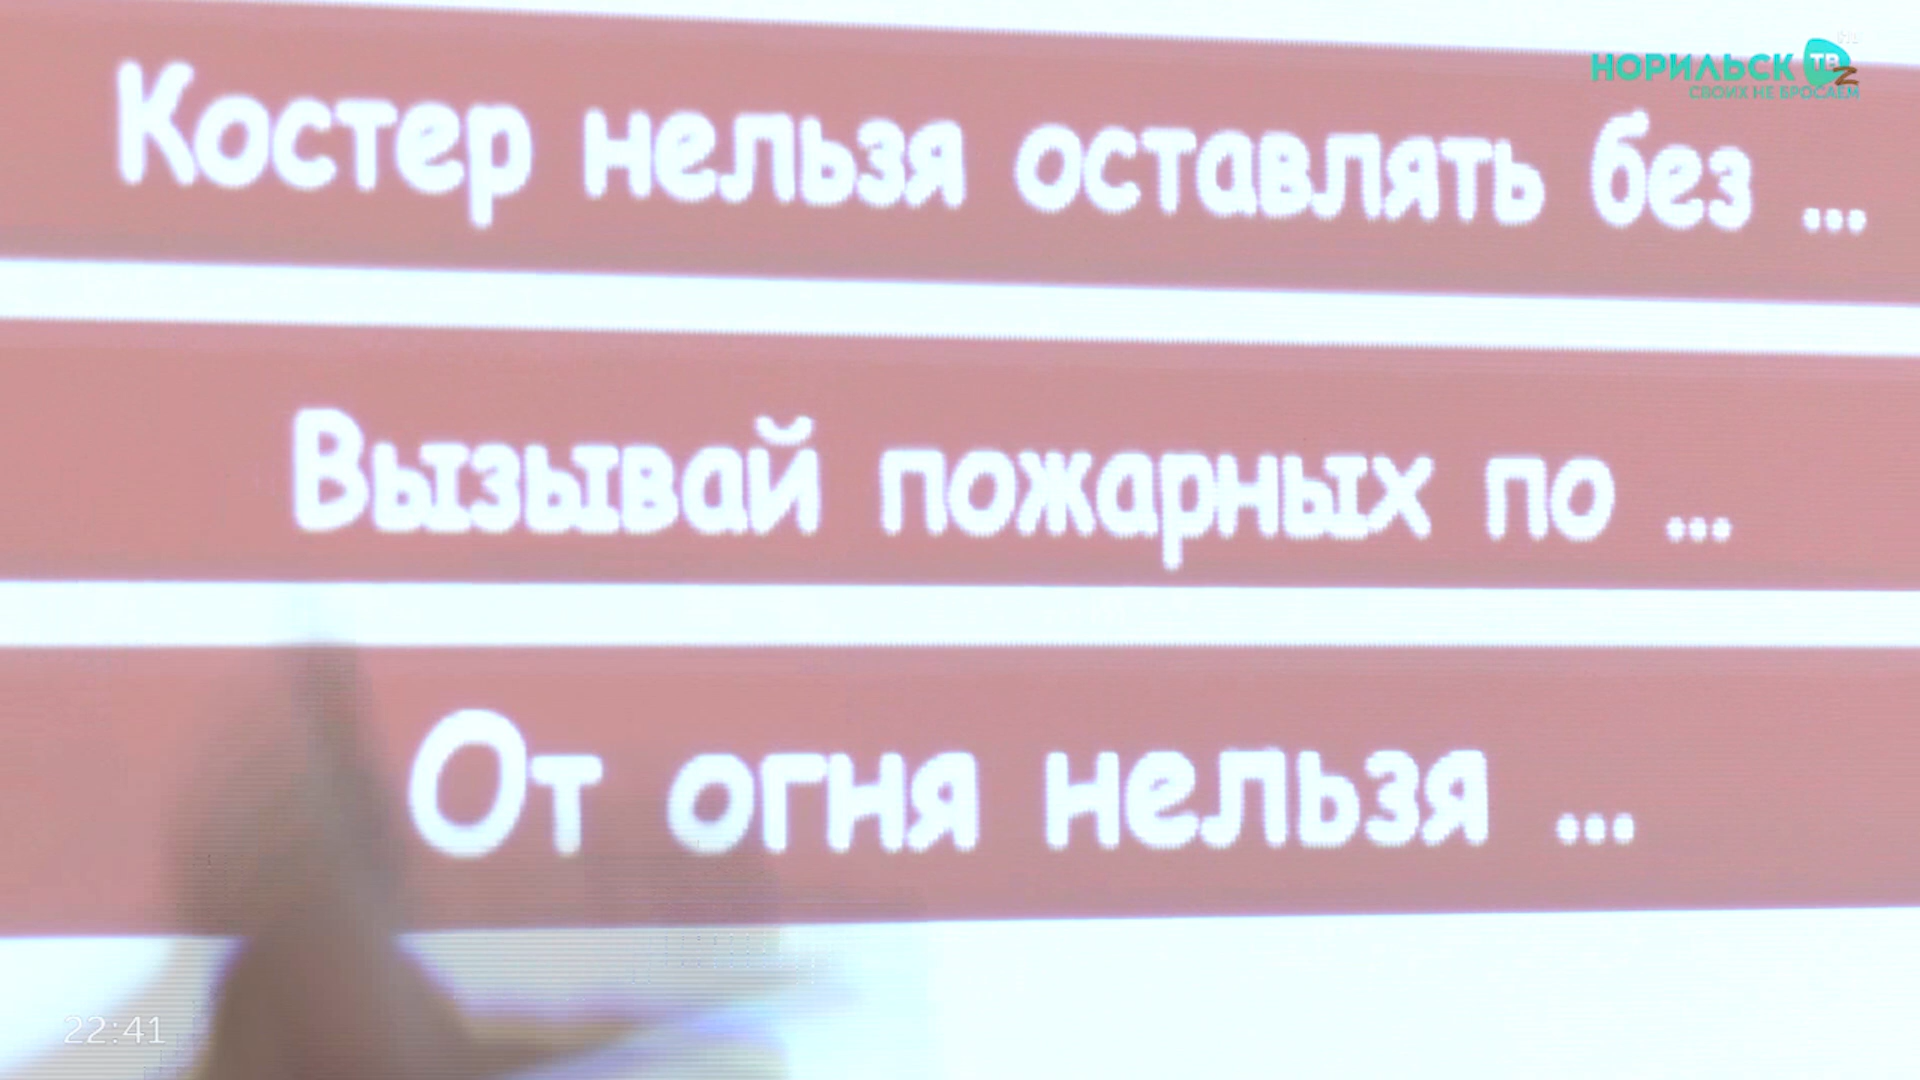 НОРИЛЬСК ТВ
СВОИХ НЕ БРОСАЕМ
Костер нельзя оставлять без ...
Вызывай пожарных по ...
От огня нельзя ...
22:41